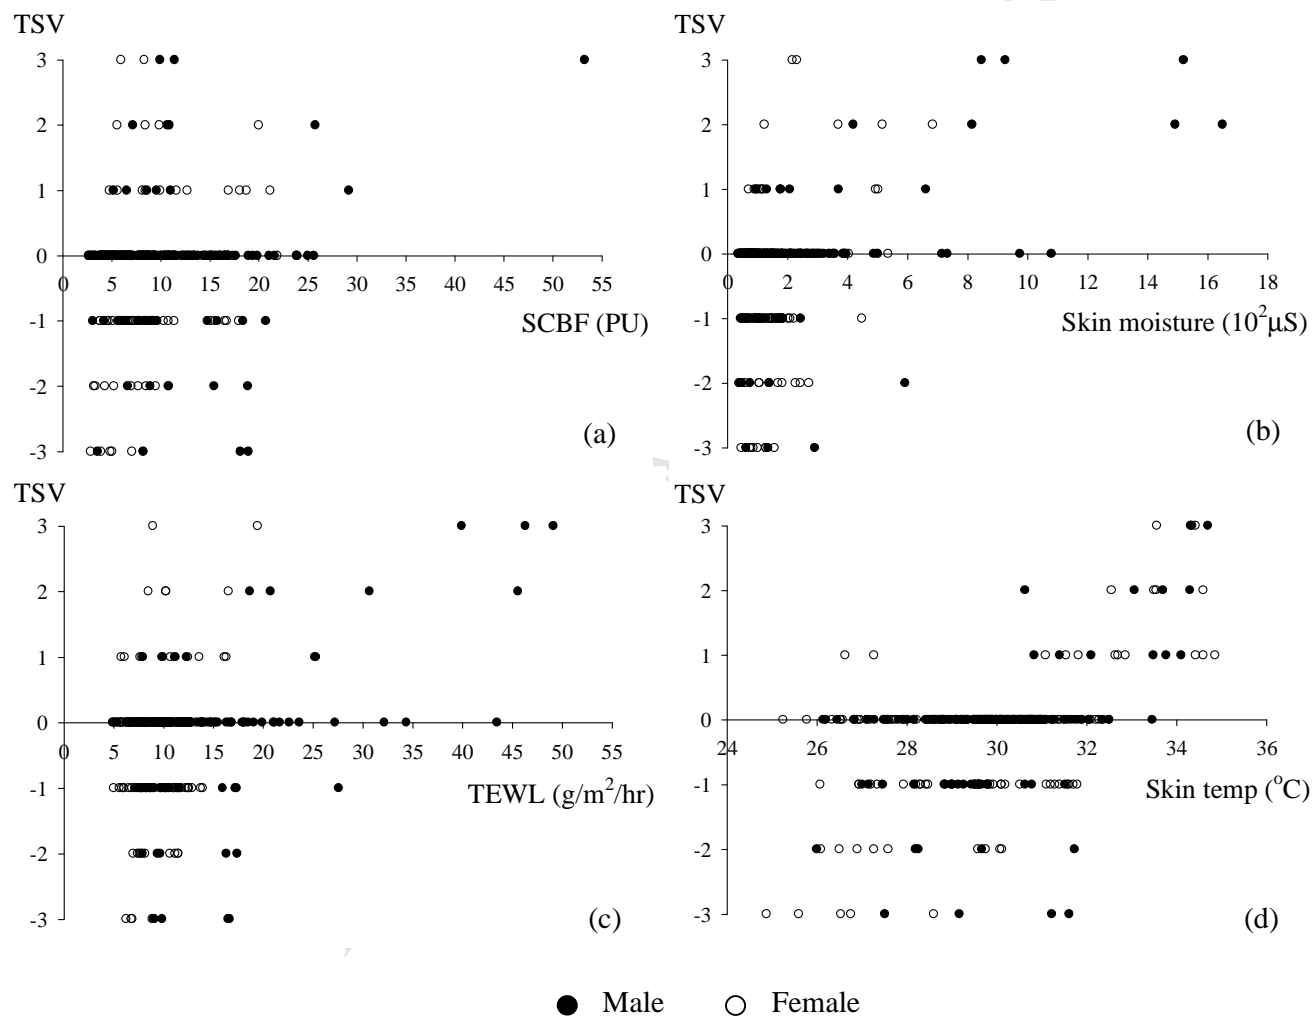 TSV
3
2
1
0
0 5 10 15 20 25 30 35 40 45 50 55
-1
SCBF (PU)
-2
(a)
-3
TSV
3
2
1
0
0 2 4 6 8 10 12 14 16 18
-1
Skin moisture (10²μS)
-2
(b)
-3
TSV
3
2
1
0
0 5 10 15 20 25 30 35 40 45 50 55
-1
TEWL (g/m²/hr)
-2
-3
(c)
TSV
3
2
1
0
24 26 28 30 32 34 36
-1
Skin temp (°C)
-2
-3
(d)
Male Female